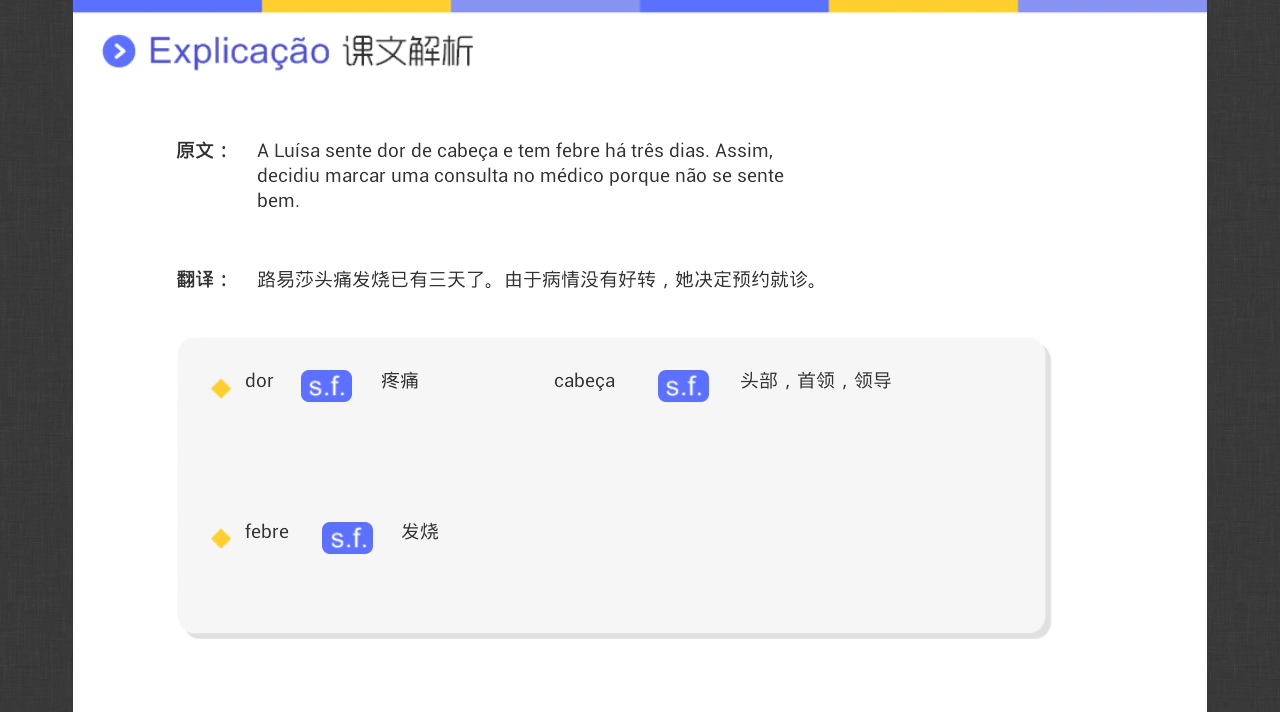 Explicação 课文解析
原文： A Luísa sente dor de cabeça e tem febre há três dias. Assim,
decidiu marcar uma consulta no médico porque não se sente
bem.
翻译： 路易莎头痛发烧已有三天了。由于病情没有好转，她决定预约就诊。
dor s.f. 疼痛 cabeça s.f. 头部，首领，领导
febre s.f. 发烧